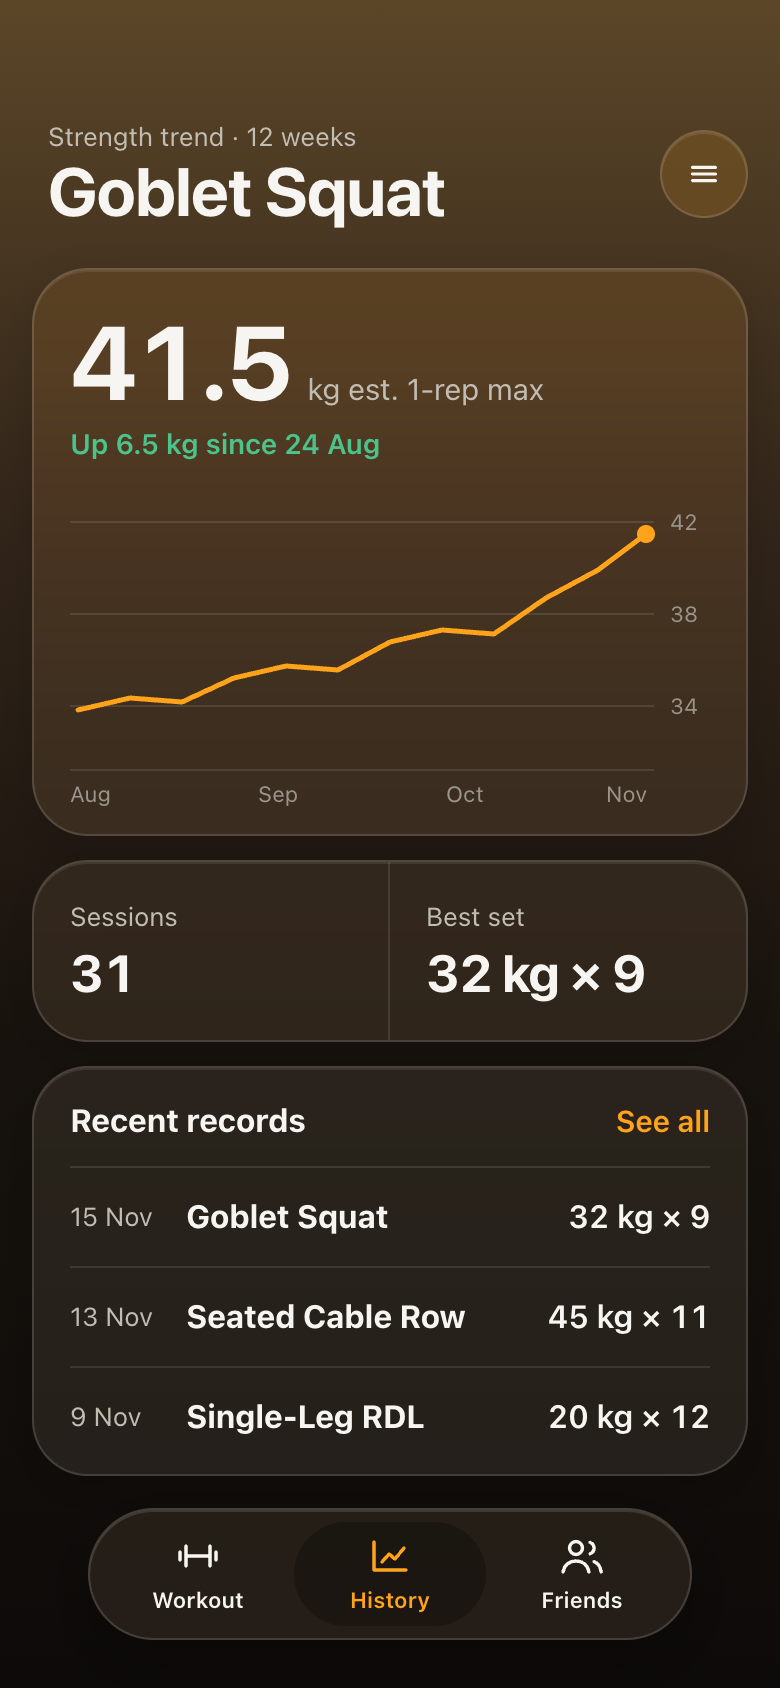 Strength trend · 12 weeks
Goblet Squat
41.5 kg est. 1-rep max
Up 6.5 kg since 24 Aug
42
38
34
Aug Sep Oct Nov
Sessions
31
Best set
32 kg × 9
Recent records See all
15 Nov Goblet Squat 32 kg × 9
13 Nov Seated Cable Row 45 kg × 11
9 Nov Single-Leg RDL 20 kg × 12
Workout History Friends